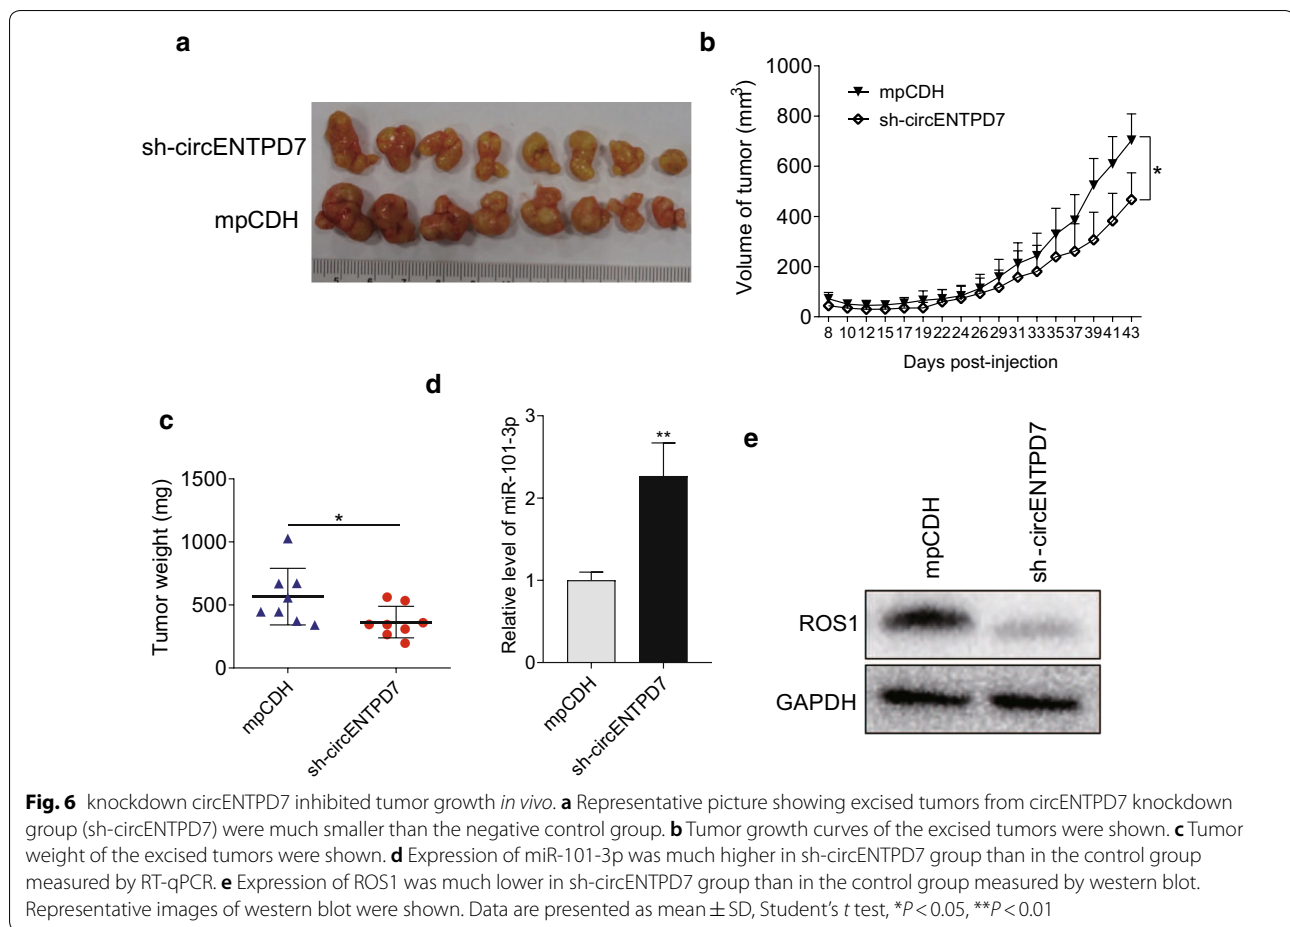 a
sh-circENTPD7
mpCDH
b
Volume of tumor (mm3)
1000
800
600
400
200
0
mpCDH
sh-circENTPD7
*
8 10 12 15 17 19 22 24 26 29 31 33 35 37 39 41 43
Days post-injection
c
Tumor weight (mg)
1500
1000
500
0
*
mpCDH
sh-circENTPD7
d
Relative level of miR-101-3p
3
2
1
0
**
mpCDH
sh-circENTPD7
e
mpCDH
sh-circENTPD7
ROS1
GAPDH
Fig. 6 knockdown circENTPD7 inhibited tumor growth in vivo. a Representative picture showing excised tumors from circENTPD7 knockdown
group (sh-circENTPD7) were much smaller than the negative control group. b Tumor growth curves of the excised tumors were shown. c Tumor
weight of the excised tumors were shown. d Expression of miR-101-3p was much higher in sh-circENTPD7 group than in the control group
measured by RT-qPCR. e Expression of ROS1 was much lower in sh-circENTPD7 group than in the control group measured by western blot.
Representative images of western blot were shown. Data are presented as mean ± SD, Student's t test, *P < 0.05, **P < 0.01